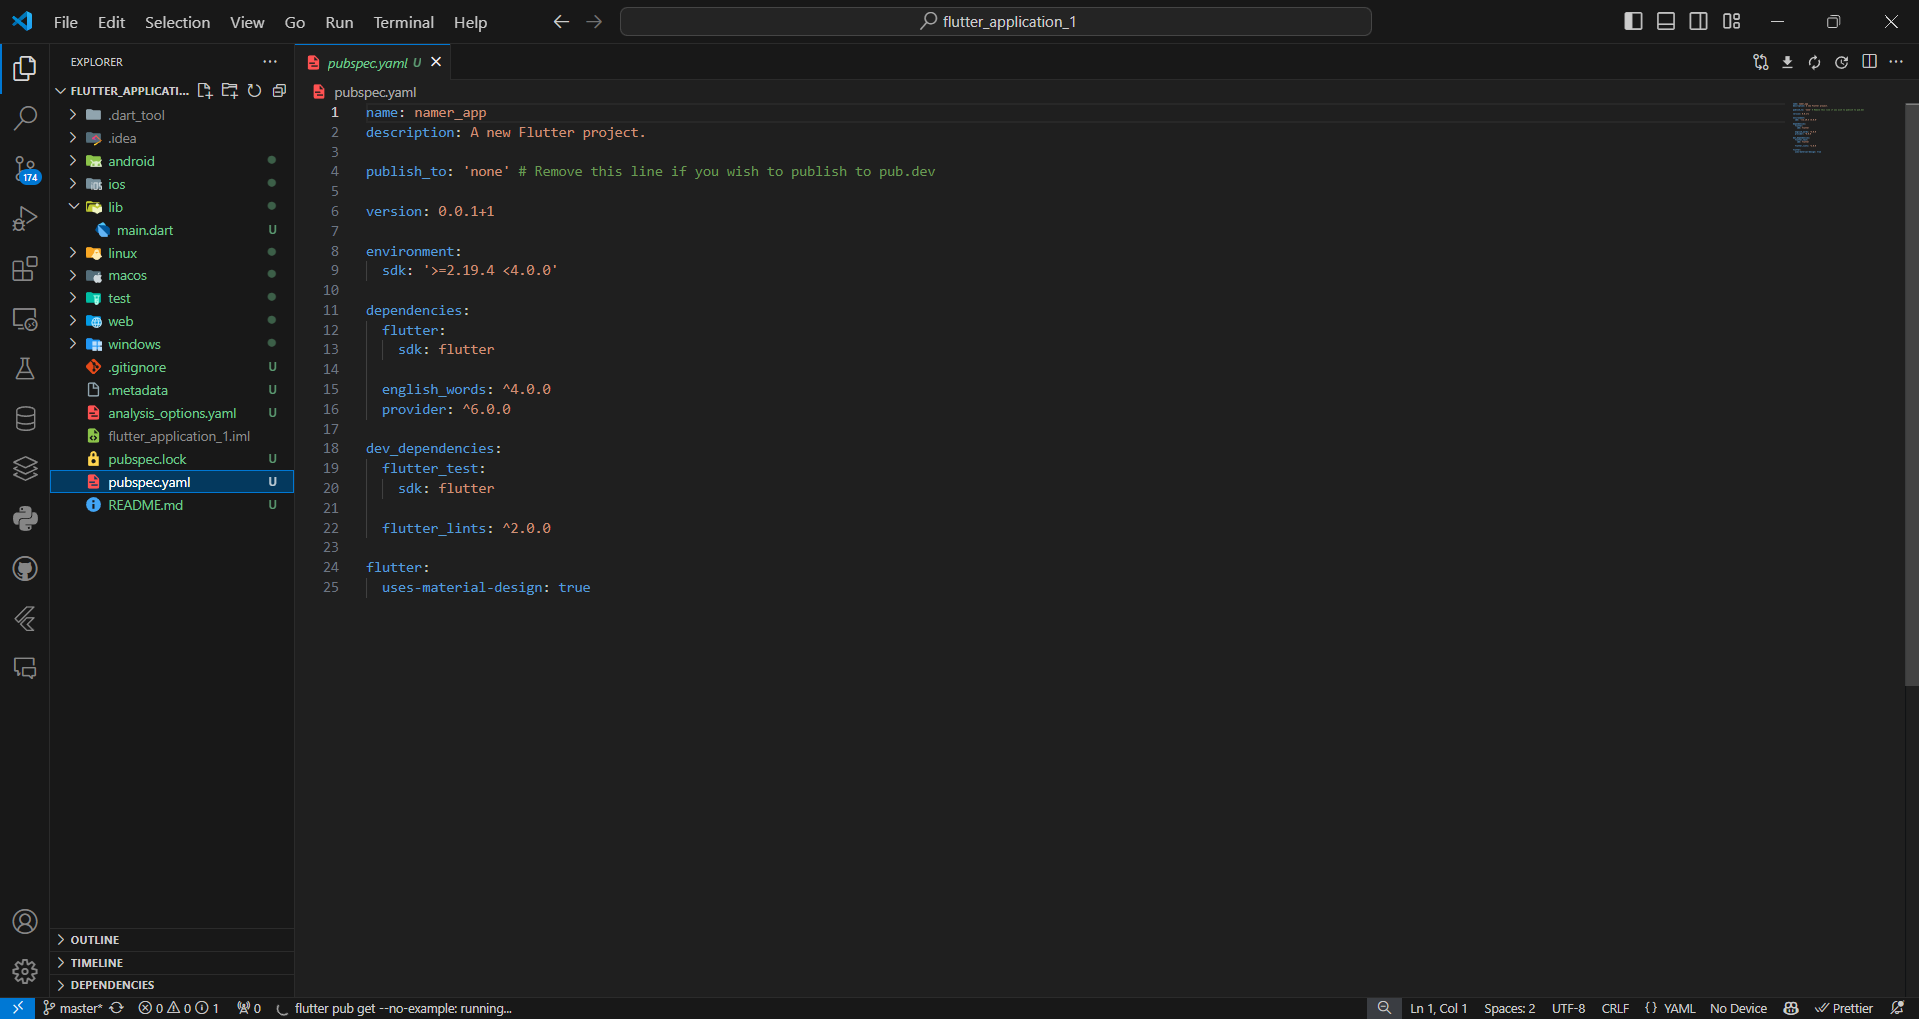 File Edit Selection View Go Run Terminal Help
flutter_application_1
EXPLORER
FLUTTER_APPLICATI...
.dart_tool
.idea
android
ios
lib
main.dart U
linux
macos
test
web
windows
.gitignore U
.metadata U
analysis_options.yaml U
flutter_application_1.iml
pubspec.lock U
pubspec.yaml U
README.md U
174
OUTLINE
TIMELINE
DEPENDENCIES
pubspec.yaml U
pubspec.yaml
1 name: namer_app
2 description: A new Flutter project.
3
4 publish_to: 'none' # Remove this line if you wish to publish to pub.dev
5
6 version: 0.0.1+1
7
8 environment:
9 sdk: '>=2.19.4 <4.0.0'
10
11 dependencies:
12 flutter:
13 sdk: flutter
14
15 english_words: ^4.0.0
16 provider: ^6.0.0
17
18 dev_dependencies:
19 flutter_test:
20 sdk: flutter
21
22 flutter_lints: ^2.0.0
23
24 flutter:
25 uses-material-design: true
master* 0 0 1 0 flutter pub get --no-example: running... Ln 1, Col 1 Spaces: 2 UTF-8 CRLF {} YAML No Device Prettier